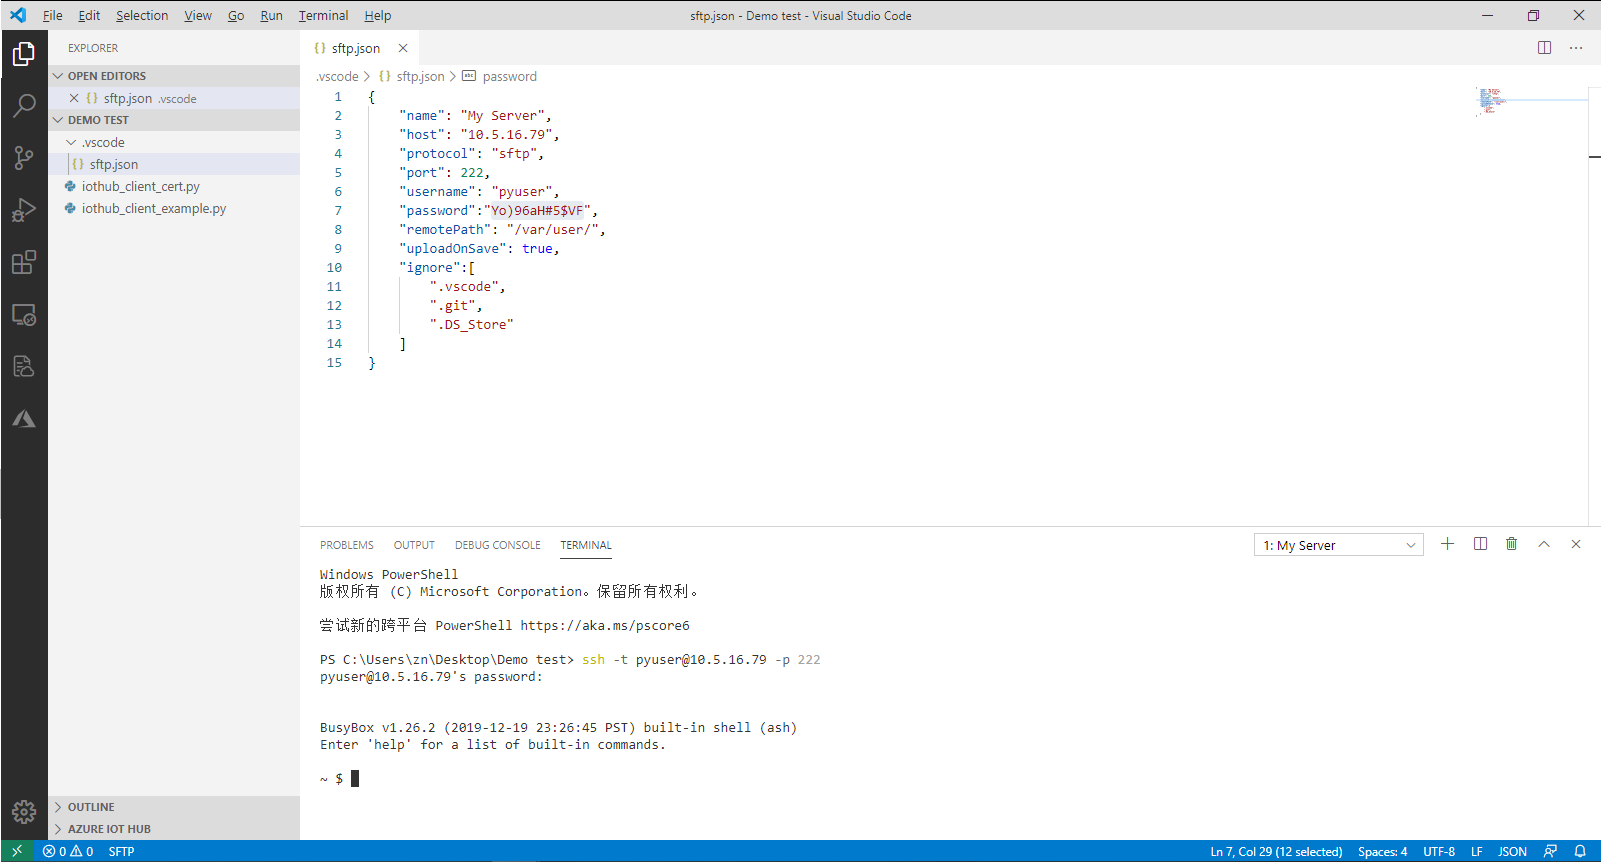 File Edit Selection View Go Run Terminal Help
sftp.json - Demo test - Visual Studio Code
EXPLORER
OPEN EDITORS
sftp.json .vscode
DEMO TEST
.vscode
{} sftp.json
iothub_client_cert.py
iothub_client_example.py
OUTLINE
AZURE IOT HUB
{} sftp.json
.vscode > {} sftp.json > abc password
1 {
2 "name": "My Server",
3 "host": "10.5.16.79",
4 "protocol": "sftp",
5 "port": 222,
6 "username": "pyuser",
7 "password":"Yo)96aH#5$VF",
8 "remotePath": "/var/user/",
9 "uploadOnSave": true,
10 "ignore":[
11 ".vscode",
12 ".git",
13 ".DS_Store"
14 ]
15 }
PROBLEMS OUTPUT DEBUG CONSOLE TERMINAL
1: My Server
Windows PowerShell
版权所有 (C) Microsoft Corporation。保留所有权利。
尝试新的跨平台 PowerShell https://aka.ms/pscore6
PS C:\Users\zn\Desktop\Demo test> ssh -t pyuser@10.5.16.79 -p 222
pyuser@10.5.16.79's password:
BusyBox v1.26.2 (2019-12-19 23:26:45 PST) built-in shell (ash)
Enter 'help' for a list of built-in commands.
~ $
0 0 SFTP
Ln 7, Col 29 (12 selected) Spaces: 4 UTF-8 LF JSON